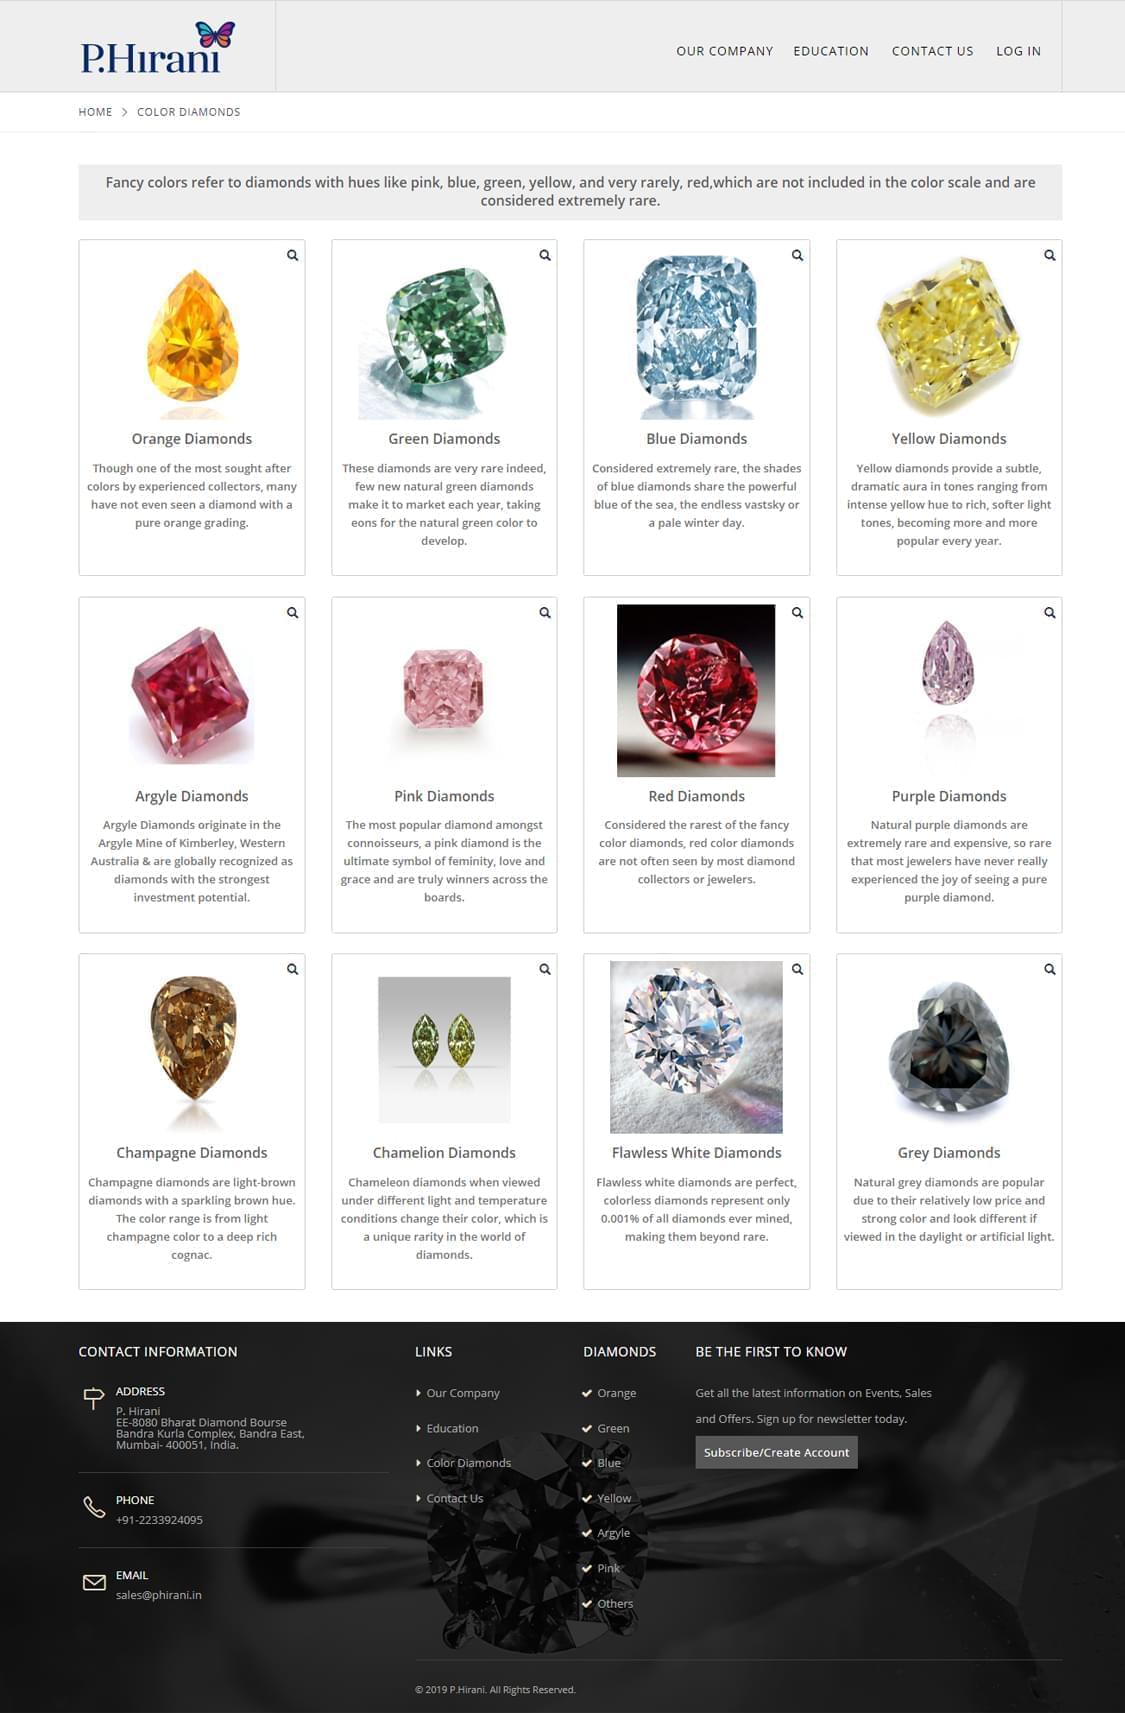 P.Hirani
OUR COMPANY EDUCATION CONTACT US LOG IN
HOME > COLOR DIAMONDS
Fancy colors refer to diamonds with hues like pink, blue, green, yellow, and very rarely, red,which are not included in the color scale and are
considered extremely rare.
Orange Diamonds
Though one of the most sought after
colors by experienced collectors, many
have not even seen a diamond with a
pure orange grading.
Green Diamonds
These diamonds are very rare indeed,
few new natural green diamonds
make it to market each year, taking
eons for the natural green color to
develop.
Blue Diamonds
Considered extremely rare, the shades
of blue diamonds share the powerful
blue of the sea, the endless vastsky or
a pale winter day.
Yellow Diamonds
Yellow diamonds provide a subtle,
dramatic aura in tones ranging from
intense yellow hue to rich, softer light
tones, becoming more and more
popular every year.
Argyle Diamonds
Argyle Diamonds originate in the
Argyle Mine of Kimberley, Western
Australia & are globally recognized as
diamonds with the strongest
investment potential.
Pink Diamonds
The most popular diamond amongst
connoisseurs, a pink diamond is the
ultimate symbol of feminity, love and
grace and are truly winners across the
boards.
Red Diamonds
Considered the rarest of the fancy
color diamonds, red color diamonds
are not often seen by most diamond
collectors or jewelers.
Purple Diamonds
Natural purple diamonds are
extremely rare and expensive, so rare
that most jewelers have never really
experienced the joy of seeing a pure
purple diamond.
Champagne Diamonds
Champagne diamonds are light-brown
diamonds with a sparkling brown hue.
The color range is from light
champagne color to a deep rich
cognac.
Chamelion Diamonds
Chameleon diamonds when viewed
under different light and temperature
conditions change their color, which is
a unique rarity in the world of
diamonds.
Flawless White Diamonds
Flawless white diamonds are perfect,
colorless diamonds represent only
0.001% of all diamonds ever mined,
making them beyond rare.
Grey Diamonds
Natural grey diamonds are popular
due to their relatively low price and
strong color and look different if
viewed in the daylight or artificial light.
CONTACT INFORMATION
ADDRESS
P. Hirani
EE-8080 Bharat Diamond Bourse
Bandra Kurla Complex, Bandra East,
Mumbai- 400051, India.
PHONE
+91-2233924095
EMAIL
sales@phirani.in
LINKS
Our Company
Education
Color Diamonds
Contact Us
DIAMONDS
Orange
Green
Blue
Yellow
Argyle
Pink
Others
BE THE FIRST TO KNOW
Get all the latest information on Events, Sales
and Offers. Sign up for newsletter today.
Subscribe/Create Account
© 2019 P.Hirani. All Rights Reserved.